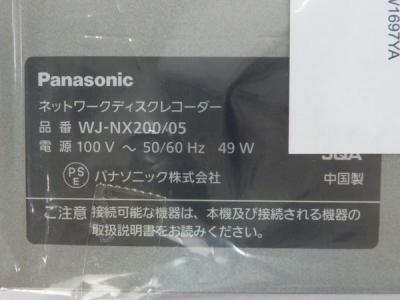 W1697YA
Panasonic
ネットワークディスクレコーダー
品 番 WJ-NX200/05
電 源 100 V ～ 50/60 Hz 49 W
JQA
PS
E
パナソニック株式会社
中国製
ご注意 接続可能な機器は、本機及び接続される機器の
取扱説明書をお読みください。